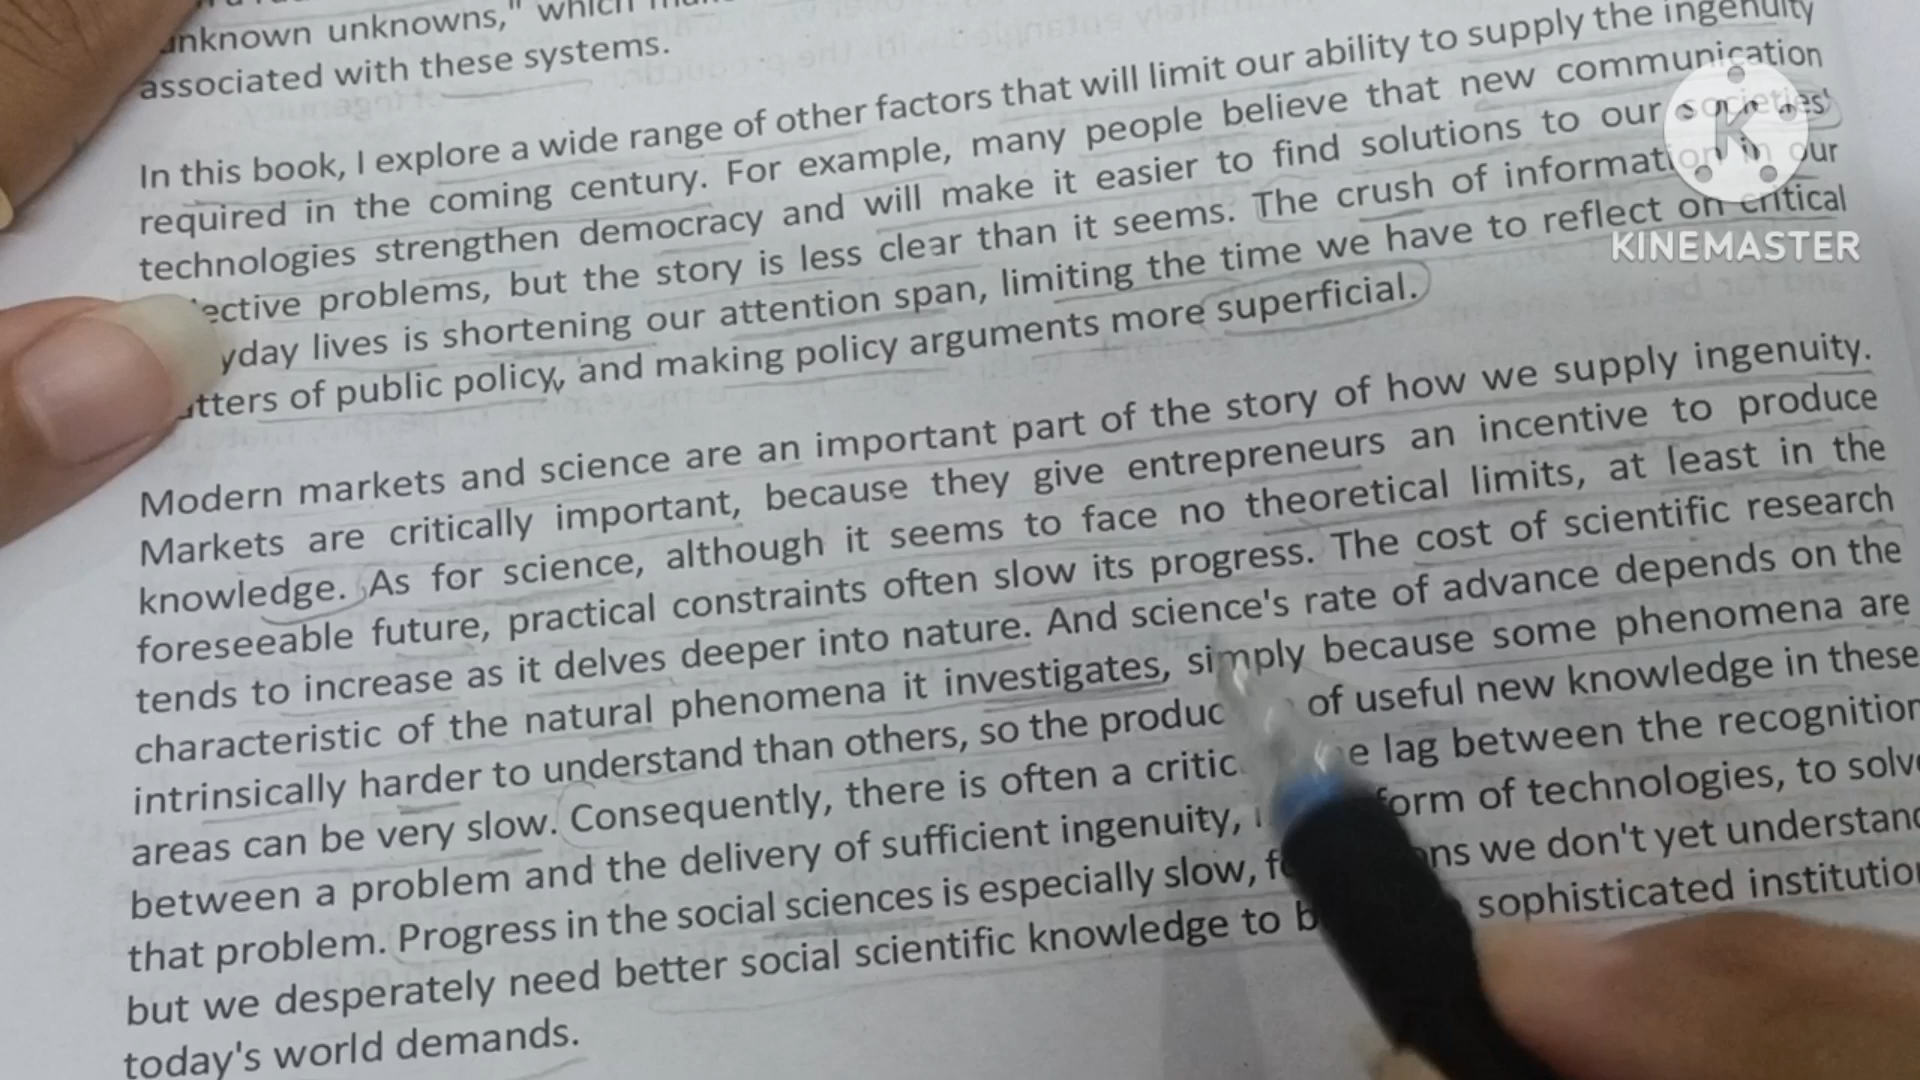 unknown unknowns," which
associated with these systems.
In this book, I explore a wide range of other factors that will limit our ability to supply the ingenuity
required in the coming century. For example, many people believe that new communication
technologies strengthen democracy and will make it easier to find solutions to our societies'
ective problems, but the story is less clear than it seems. The crush of information in our
yday lives is shortening our attention span, limiting the time we have to reflect on critical
tters of public policy, and making policy arguments more superficial.
Modern markets and science are an important part of the story of how we supply ingenuity.
Markets are critically important, because they give entrepreneurs an incentive to produce
knowledge. As for science, although it seems to face no theoretical limits, at least in the
foreseeable future, practical constraints often slow its progress. The cost of scientific research
tends to increase as it delves deeper into nature. And science's rate of advance depends on the
characteristic of the natural phenomena it investigates, simply because some phenomena are
intrinsically harder to understand than others, so the produc of useful new knowledge in these
areas can be very slow. Consequently, there is often a critic e lag between the recognition
between a problem and the delivery of sufficient ingenuity, form of technologies, to solve
that problem. Progress in the social sciences is especially slow, ns we don't yet understand
but we desperately need better social scientific knowledge to b sophisticated institution
today's world demands.
K
KINEMASTER